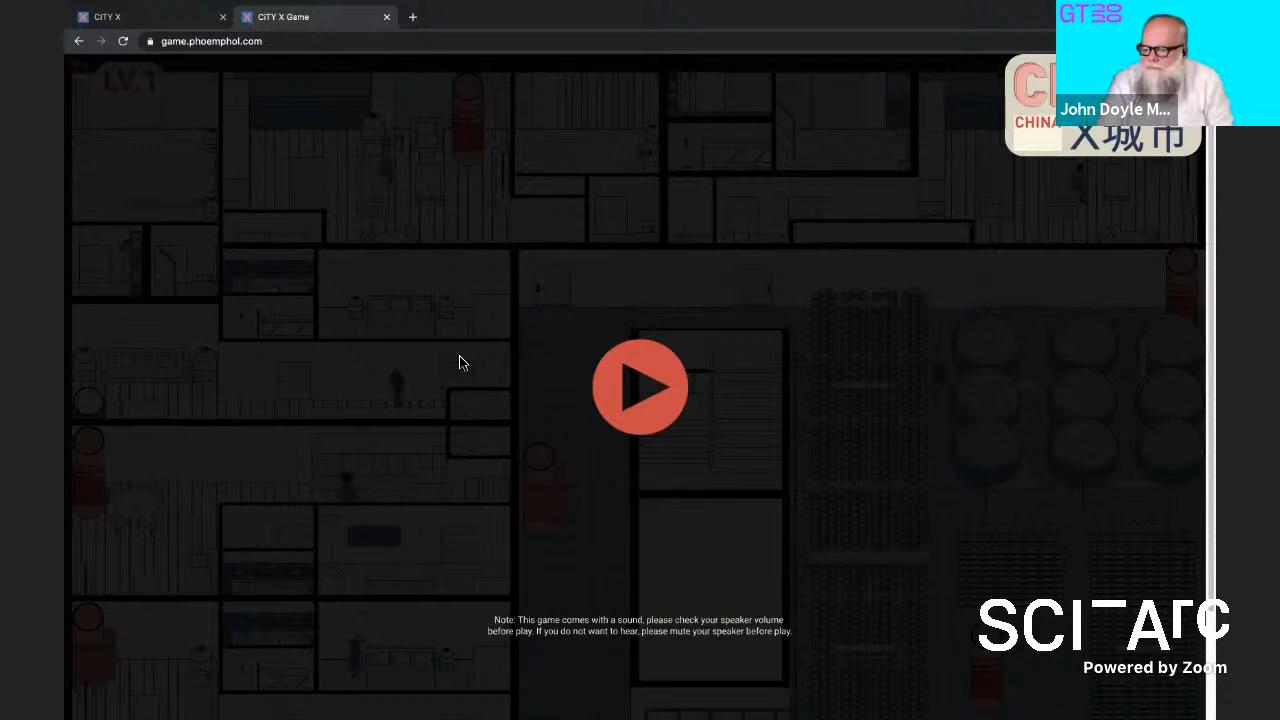 CiTY X
CiTY X Game
game.phoemphol.com
LV.1
GT20
20
John Doyle M...
CHINA
X城市
Note: This game comes with a sound, please check your speaker volume
before play. If you do not want to hear, please mute your speaker before play.
SCI-Arc
Powered by Zoom